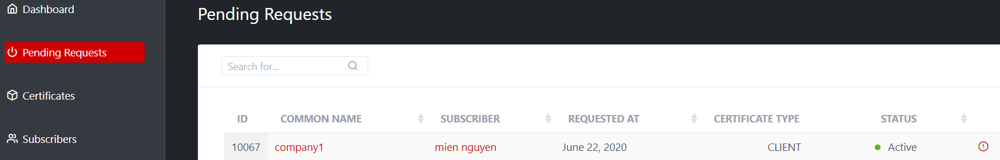 Dashboard
Pending Requests
Certificates
Subscribers
Pending Requests
Search for...
ID COMMON NAME SUBSCRIBER REQUESTED AT CERTIFICATE TYPE STATUS
10067 company1 mien nguyen June 22, 2020 CLIENT Active